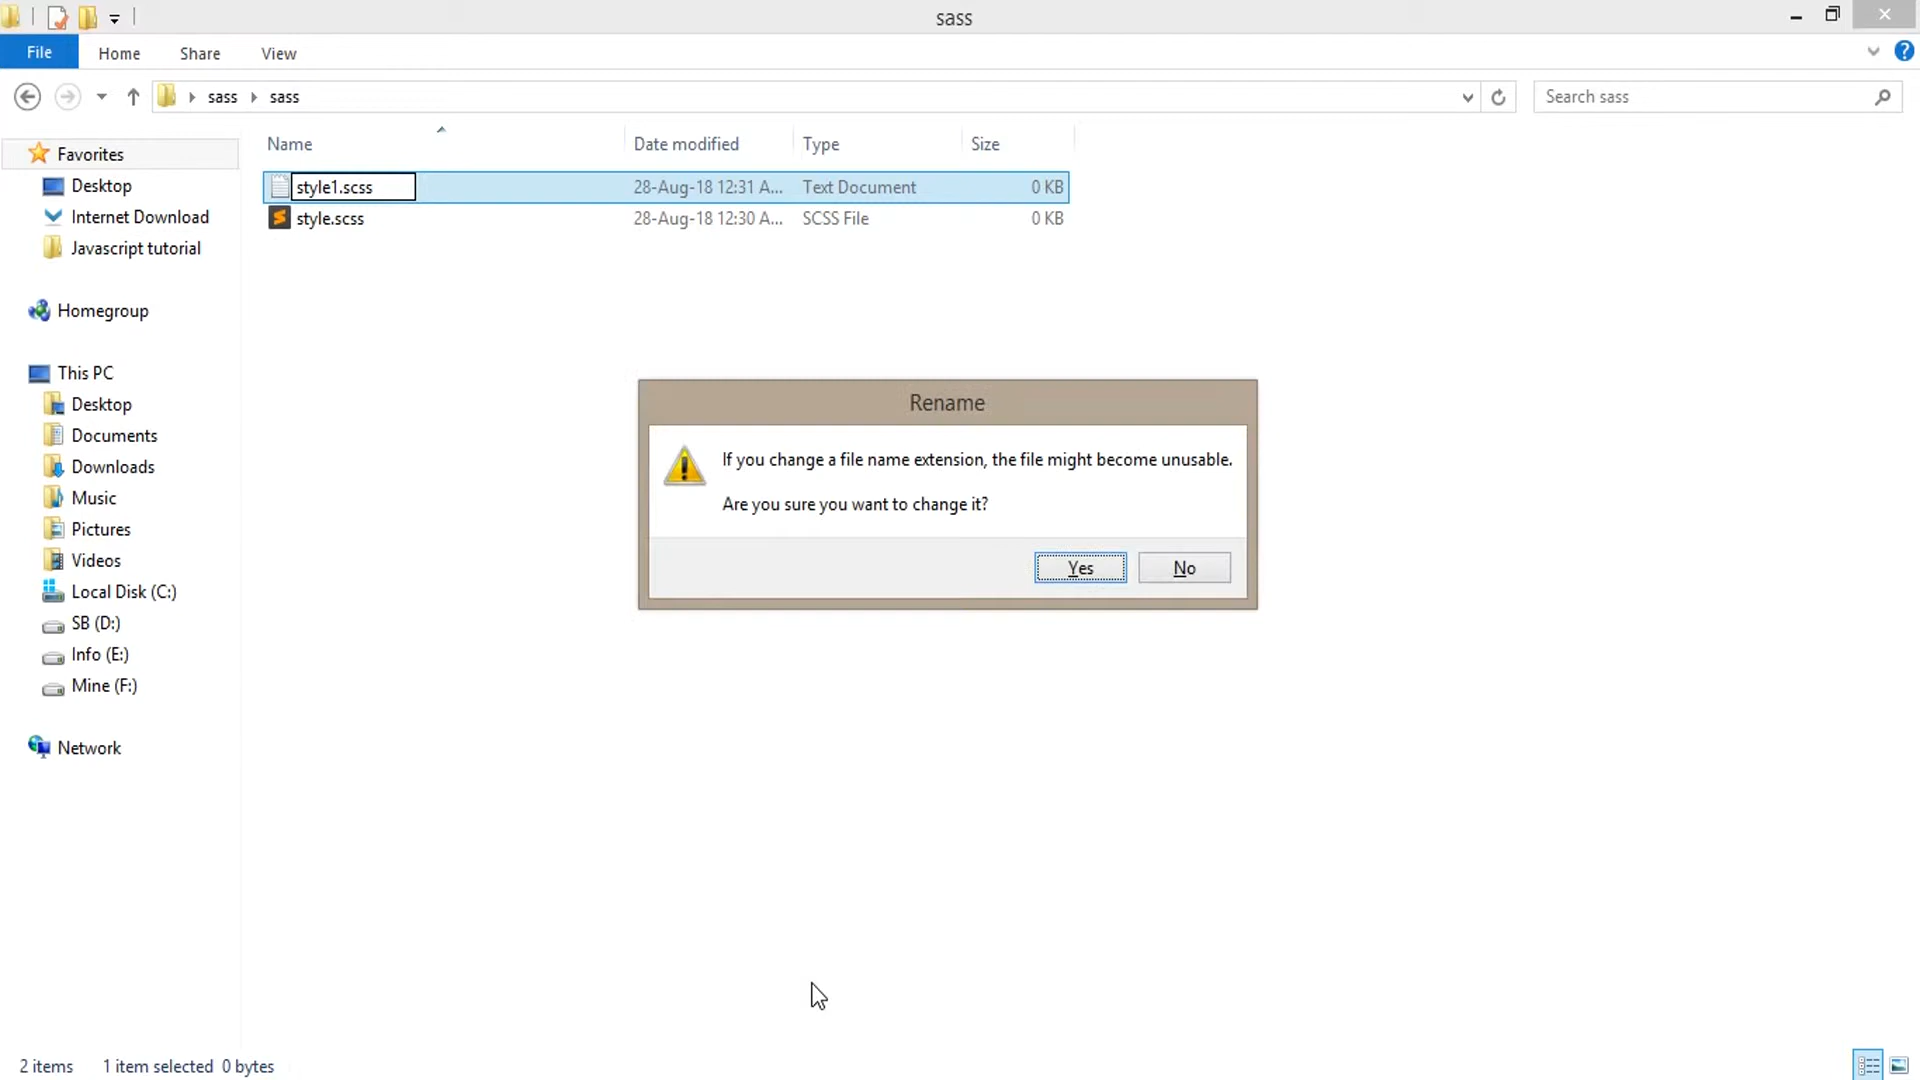 sass
File
Home
Share
View
sass
sass
Search sass
Favorites
Desktop
Internet Download
Javascript tutorial
Homegroup
This PC
Desktop
Documents
Downloads
Music
Pictures
Videos
Local Disk (C:)
SB (D:)
Info (E:)
Mine (F:)
Network
Name
Date modified
Type
Size
style1.scss
28-Aug-18 12:31 A...
Text Document
0 KB
style.scss
28-Aug-18 12:30 A...
SCSS File
0 KB
Rename
If you change a file name extension, the file might become unusable.
Are you sure you want to change it?
Yes
No
2 items
1 item selected 0 bytes